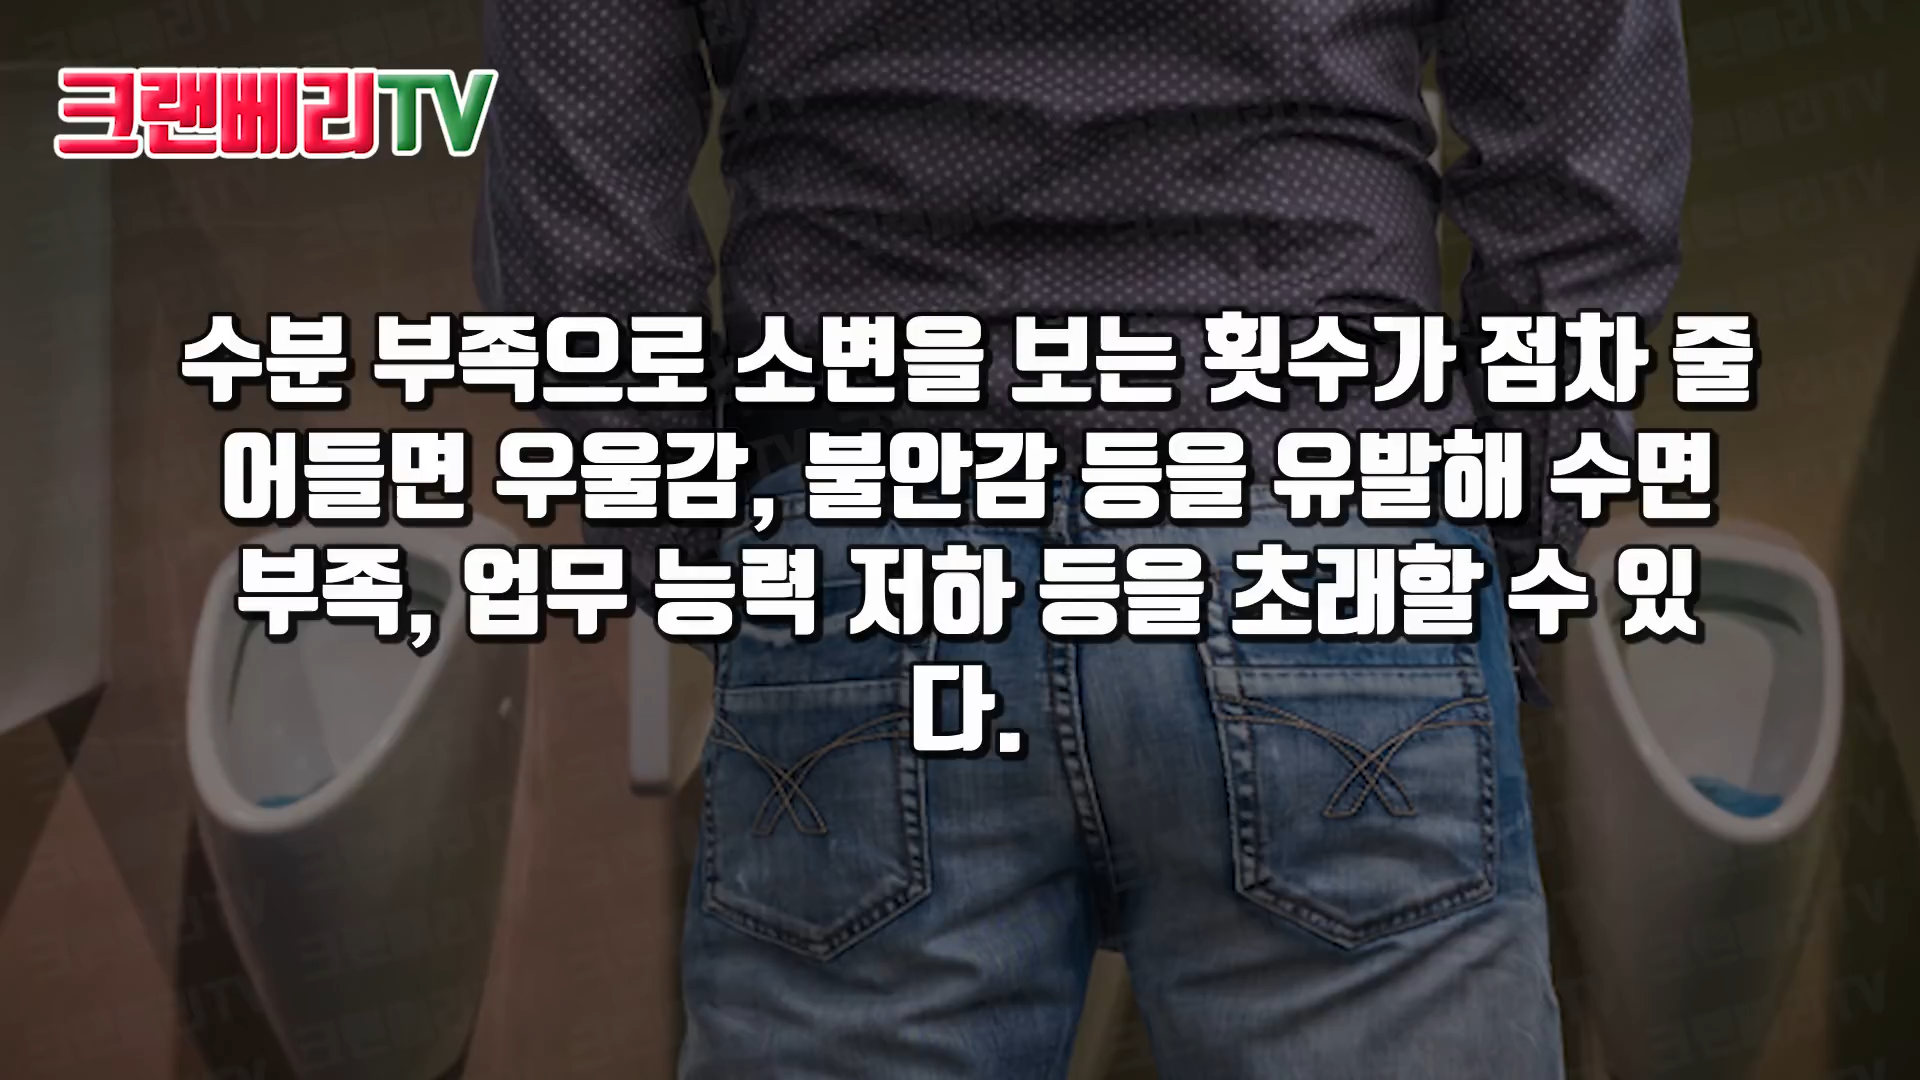 크랜베리TV
수분 부족으로 소변을 보는 횟수가 점차 줄
어들면 우울감, 불안감 등을 유발해 수면
부족, 업무 능력 저하 등을 초래할 수 있
다.